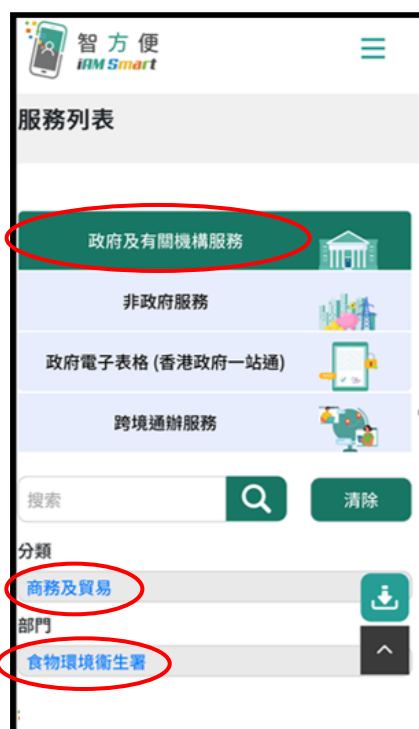 智方便
iAM Smart
服務列表
政府及有關機構服務
非政府服務
政府電子表格 (香港政府一站通)
跨境通辦服務
搜索
清除
分類
商務及貿易
部門
食物環境衞生署